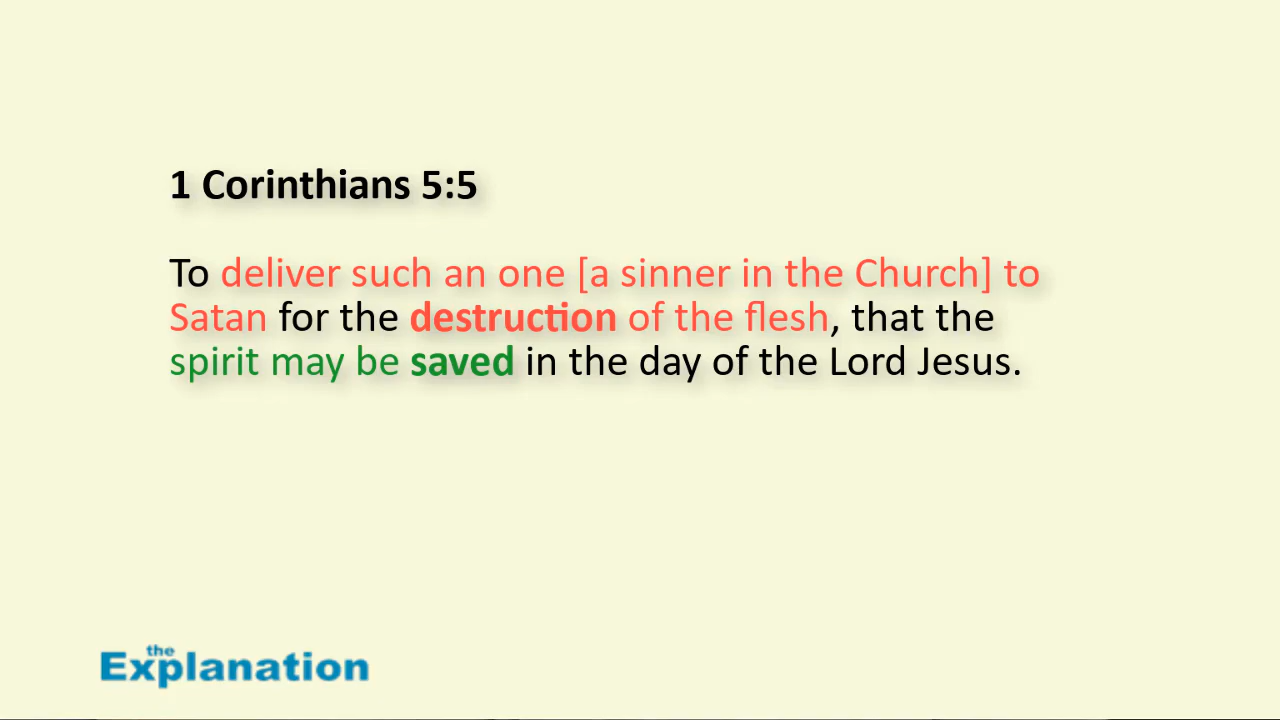 1 Corinthians 5:5
To deliver such an one [a sinner in the Church] to
Satan for the destruction of the flesh, that the
spirit may be saved in the day of the Lord Jesus.
the
Explanation